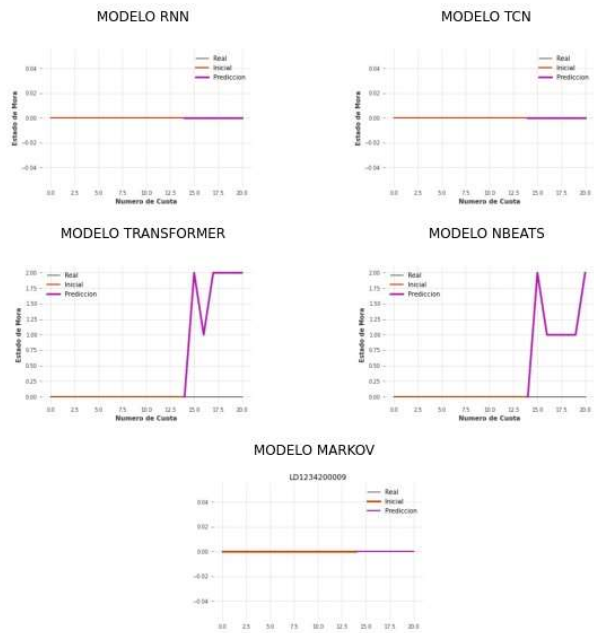 MODELO RNN
Real
Inicial
Prediccion
0.04
0.02
0.00
−0.02
−0.04
Estado de Mora
0.0 2.5 5.0 7.5 10.0 12.5 15.0 17.5 20.0
Numero de Cuota
MODELO TCN
Real
Inicial
Prediccion
0.04
0.02
0.00
−0.02
−0.04
Estado de Mora
0.0 2.5 5.0 7.5 10.0 12.5 15.0 17.5 20.0
Numero de Cuota
MODELO TRANSFORMER
Real
Inicial
Prediccion
2.00
1.75
1.50
1.25
1.00
0.75
0.50
0.25
0.00
Estado de Mora
0.0 2.5 5.0 7.5 10.0 12.5 15.0 17.5 20.0
Numero de Cuota
MODELO NBEATS
Real
Inicial
Prediccion
2.00
1.75
1.50
1.25
1.00
0.75
0.50
0.25
0.00
Estado de Mora
0.0 2.5 5.0 7.5 10.0 12.5 15.0 17.5 20.0
Numero de Cuota
MODELO MARKOV
LD1234200009
Real
Inicial
Prediccion
0.04
0.02
0.00
−0.02
−0.04
0.0 2.5 5.0 7.5 10.0 12.5 15.0 17.5 20.0